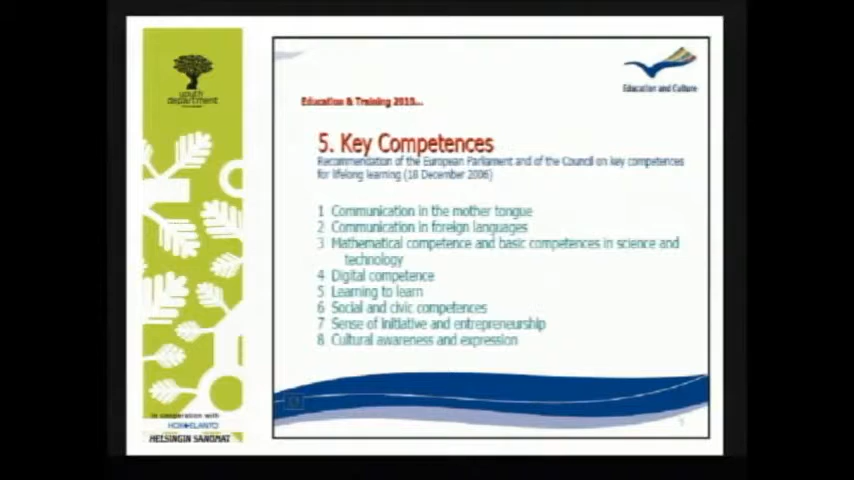 youth
department
Education and Culture
Education & Training 2010...
5. Key Competences
Recommendation of the European Parliament and of the Council on key competences
for lifelong learning (18 December 2006)
1 Communication in the mother tongue
2 Communication in foreign languages
3 Mathematical competence and basic competences in science and
technology
4 Digital competence
5 Learning to learn
6 Social and civic competences
7 Sense of initiative and entrepreneurship
8 Cultural awareness and expression
in cooperation with
HOK-ELANTO
HELSINGIN SANOMAT